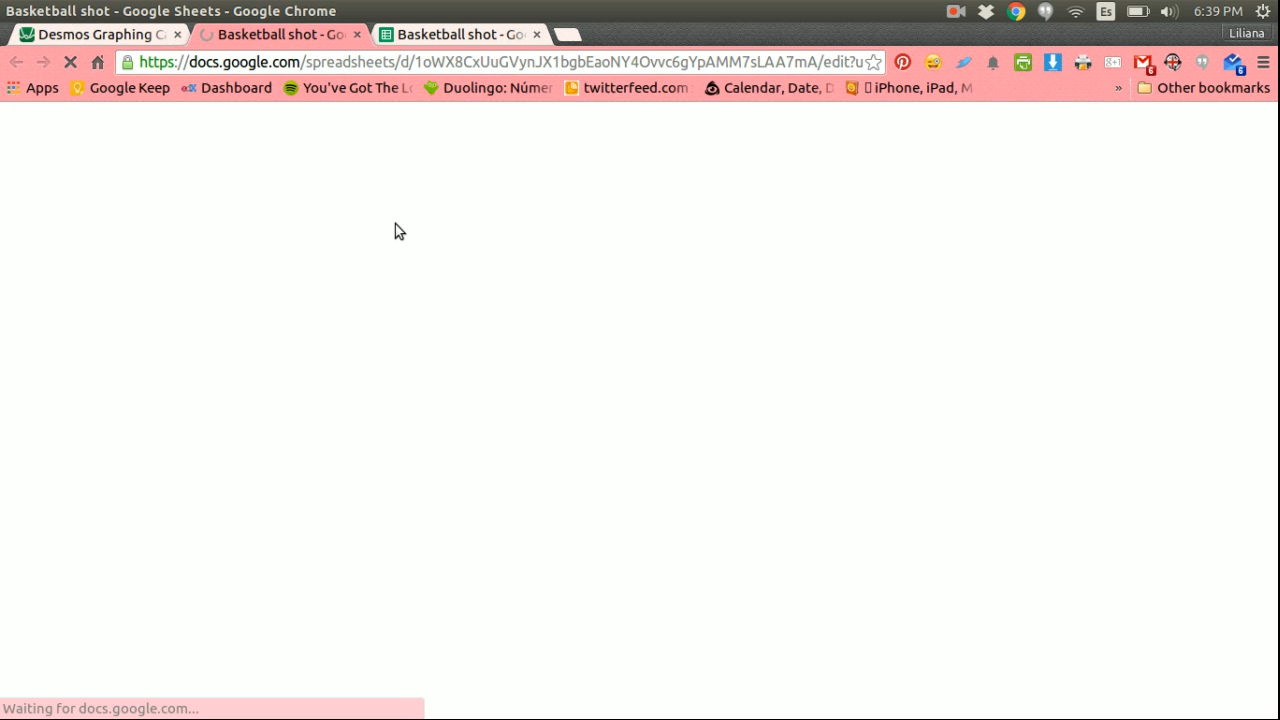 Basketball shot - Google Sheets - Google Chrome
Es
6:39 PM
Desmos Graphing C
Basketball shot - Go
Basketball shot - Go
Liliana
https://docs.google.com/spreadsheets/d/1oWX8CxUuGVynJX1bgbEaoNY4Ovvc6gYpAMM7sLAA7mA/edit?u
6
6
Apps
Google Keep
Dashboard
You've Got The L
Duolingo: Númer
twitterfeed.com
Calendar, Date, D
iPhone, iPad, M
»
Other bookmarks
Waiting for docs.google.com...